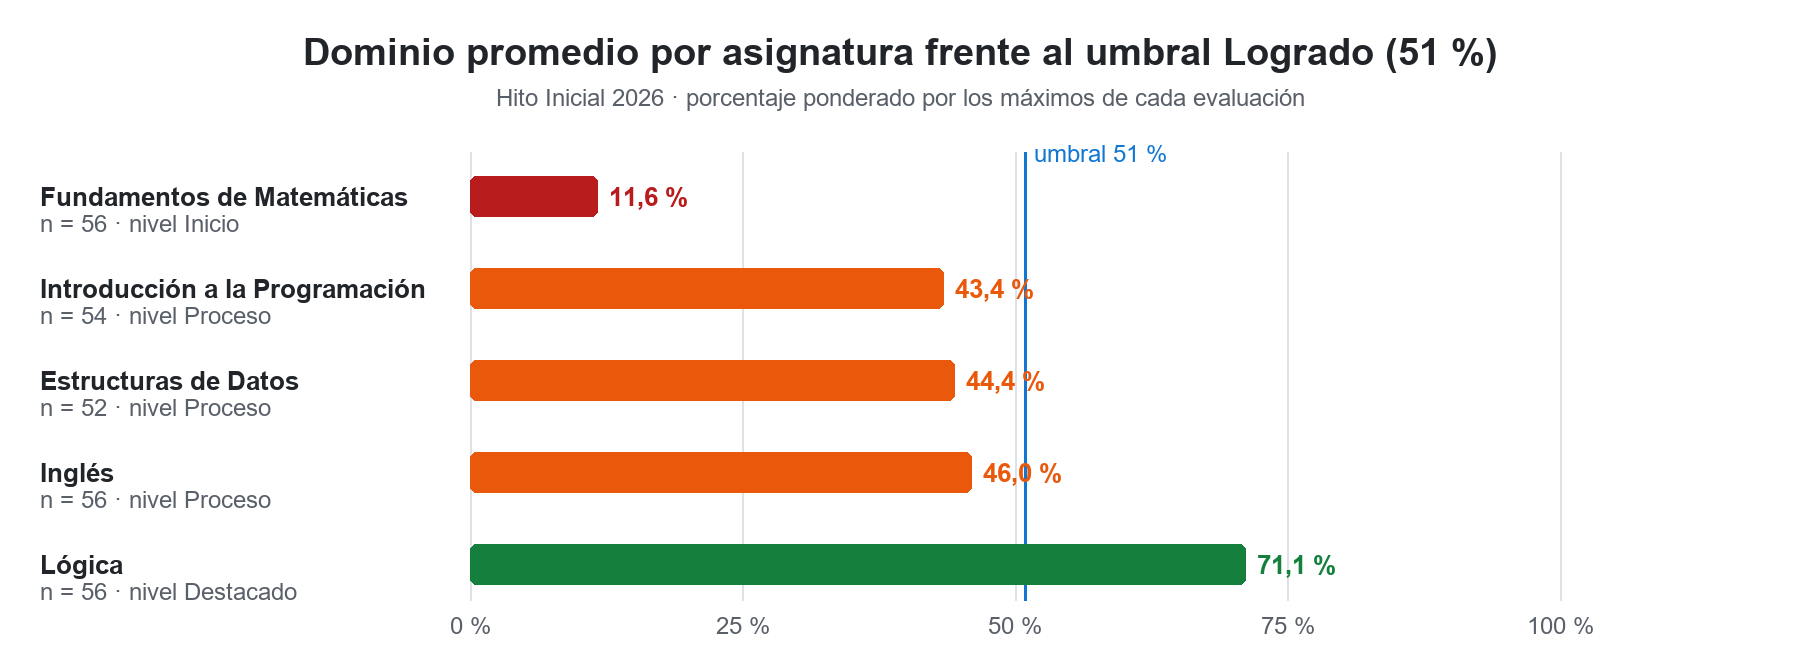 Dominio promedio por asignatura frente al umbral Logrado (51 %)
Hito Inicial 2026 · porcentaje ponderado por los máximos de cada evaluación
umbral 51 %
Fundamentos de Matemáticas
n = 56 · nivel Inicio
11,6 %
Introducción a la Programación
n = 54 · nivel Proceso
43,4 %
Estructuras de Datos
n = 52 · nivel Proceso
44,4 %
Inglés
n = 56 · nivel Proceso
46,0 %
Lógica
n = 56 · nivel Destacado
71,1 %
0 % 25 % 50 % 75 % 100 %